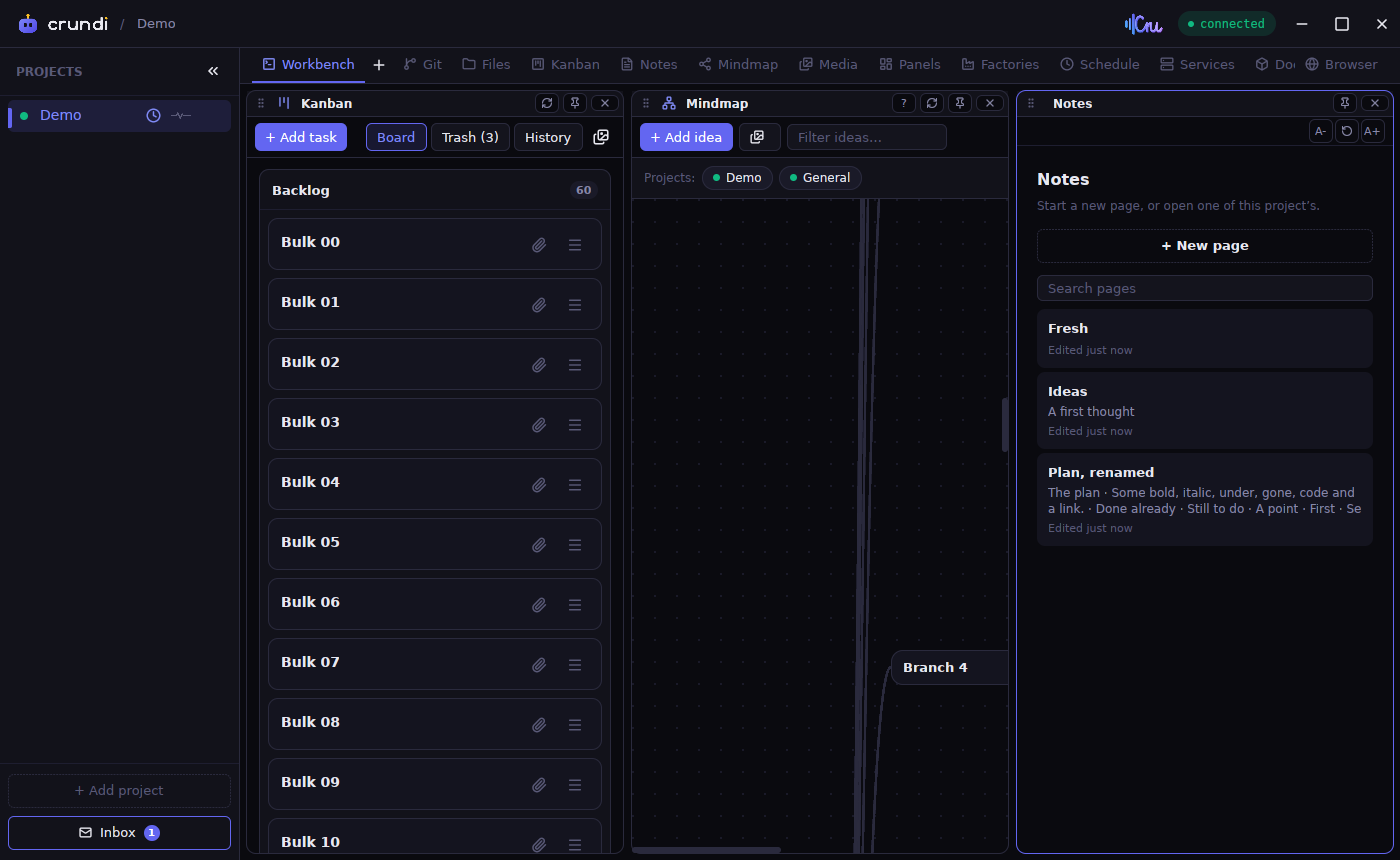 crundi / Demo
Cru
connected
PROJECTS
Demo
+ Add project
Inbox 1
Workbench
+
Git
Files
Kanban
Notes
Mindmap
Media
Panels
Factories
Schedule
Services
Doc
Browser
Kanban
+ Add task
Board
Trash (3)
History
Backlog
60
Bulk 00
Bulk 01
Bulk 02
Bulk 03
Bulk 04
Bulk 05
Bulk 06
Bulk 07
Bulk 08
Bulk 09
Bulk 10
Mindmap
?
+ Add idea
Filter ideas...
Projects:
Demo
General
Branch 4
Notes
A-
A+
Notes
Start a new page, or open one of this project's.
+ New page
Search pages
Fresh
Edited just now
Ideas
A first thought
Edited just now
Plan, renamed
The plan · Some bold, italic, under, gone, code and
a link. · Done already · Still to do · A point · First · Se
Edited just now